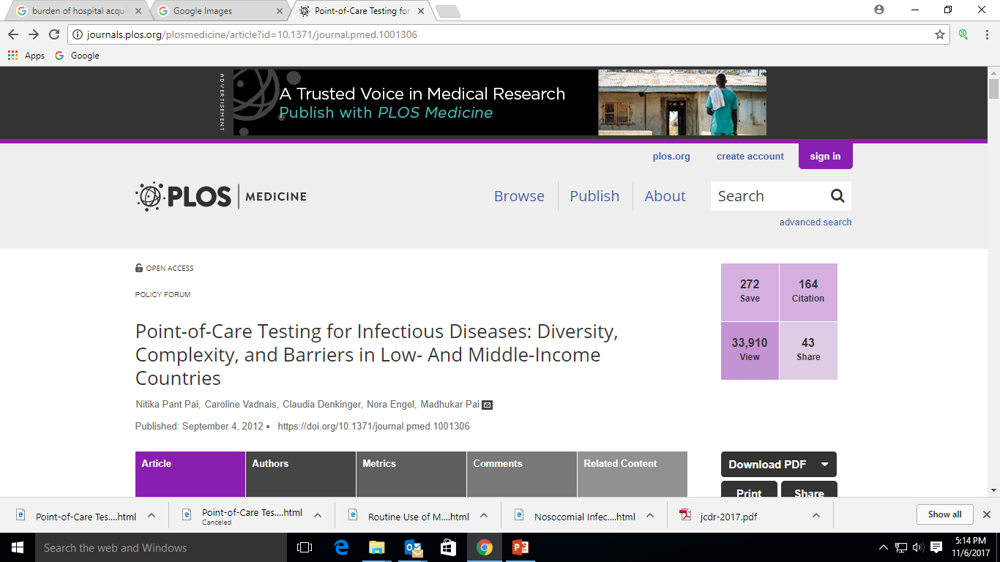 burden of hospital acqui
Google Images
Point-of-Care Testing for
journals.plos.org/plosmedicine/article?id=10.1371/journal.pmed.1001306
Apps Google
ADVERTISEMENT
A Trusted Voice in Medical Research
Publish with PLOS Medicine
plos.org create account sign in
PLOS MEDICINE
Browse Publish About Search
advanced search
OPEN ACCESS
POLICY FORUM
272 164
Save Citation
33,910 43
View Share
Point-of-Care Testing for Infectious Diseases: Diversity,
Complexity, and Barriers in Low- And Middle-Income
Countries
Nitika Pant Pai, Caroline Vadnais, Claudia Denkinger, Nora Engel, Madhukar Pai
Published: September 4, 2012 • https://doi.org/10.1371/journal.pmed.1001306
Article Authors Metrics Comments Related Content
Download PDF
Print Share
Point-of-Care Tes....html
Point-of-Care Tes....html
Canceled
Routine Use of M....html
Nosocomial Infec....html
jcdr-2017.pdf
Show all
Search the web and Windows
5:14 PM
11/6/2017